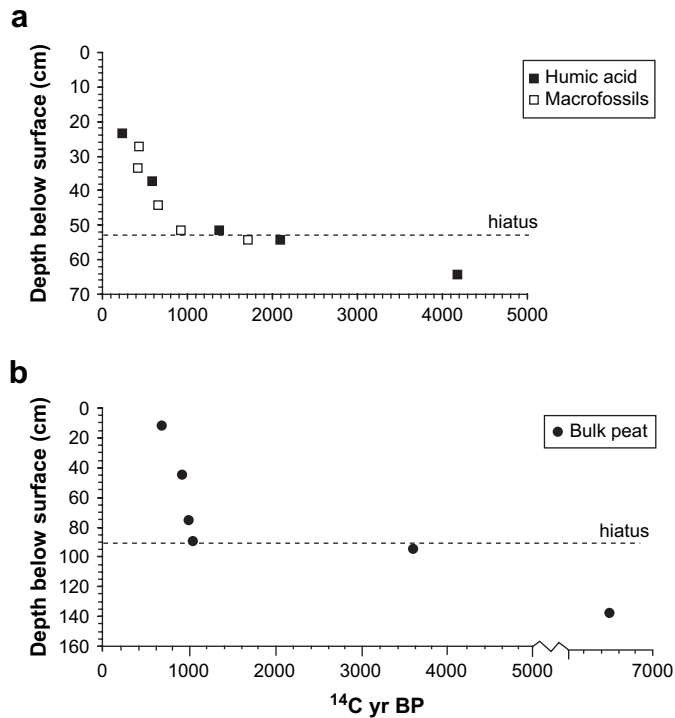 a
Depth below surface (cm)
0
10
20
30
40
50
60
70
0 1000 2000 3000 4000 5000
■ Humic acid
□ Macrofossils
hiatus
b
Depth below surface (cm)
0
20
40
60
80
100
120
140
160
0 1000 2000 3000 4000 5000 7000
● Bulk peat
hiatus
¹⁴C yr BP